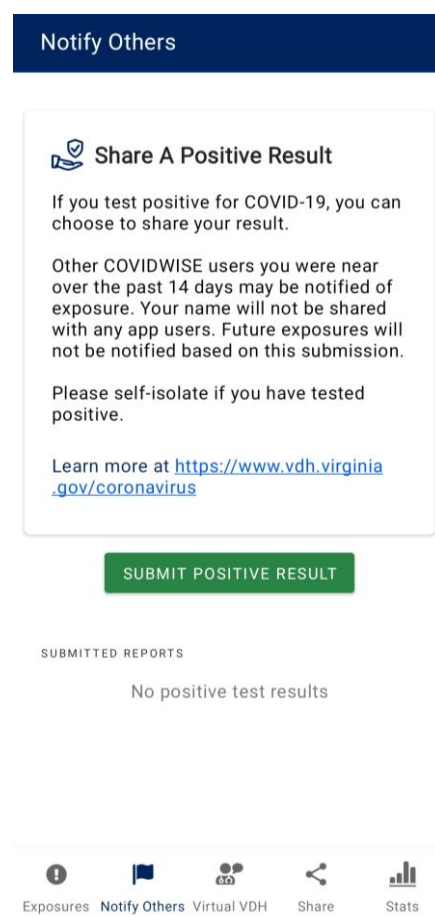 Notify Others
Share A Positive Result
If you test positive for COVID-19, you can
choose to share your result.
Other COVIDWISE users you were near
over the past 14 days may be notified of
exposure. Your name will not be shared
with any app users. Future exposures will
not be notified based on this submission.
Please self-isolate if you have tested
positive.
Learn more at https://www.vdh.virginia
.gov/coronavirus
SUBMIT POSITIVE RESULT
SUBMITTED REPORTS
No positive test results
Exposures Notify Others Virtual VDH Share Stats